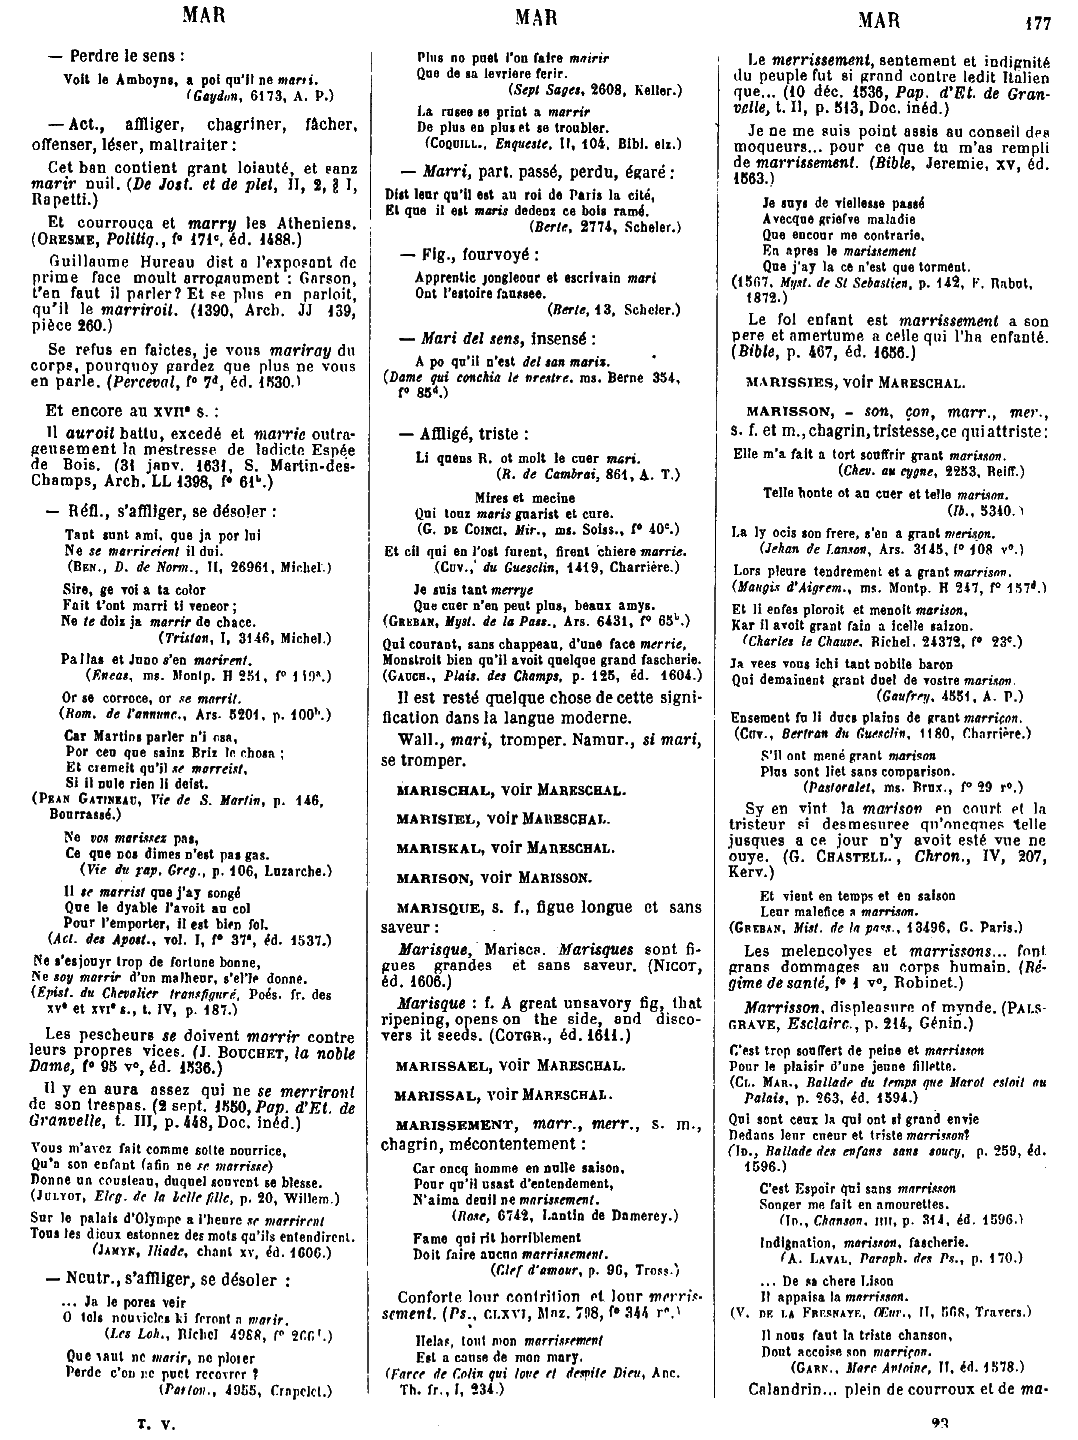 MAR
MAR
MAR
177
— Perdre le sens :
Voit le Amboyns, a poi qu'il ne marri.
(Gaydon, 6173, A. P.)
— Act., affliger, chagriner, fâcher,
offenser, léser, maltraiter :
Cet ban contient grant loiauté, et sanz
marir nuil. (De Jost. et de plet, II, 2, § I,
Rapetti.)
Et courrouça et marry les Atheniens.
(ORESME, Politiq., f° 171ᶜ, éd. 1488.)
Guillaume Hureau dist a l'exposant de
prime face moult arrogaument : Garson,
t'en faut il parler? Et se plus en parloit,
qu'il le marriroit. (1390, Arch. JJ 139,
pièce 260.)
Se refus en faictes, je vous mariray du
corps, pourquoy gardez que plus ne vous
en parle. (Perceval, f° 7ᵈ, éd. 1530.)
Et encore au XVIIᵉ s. :
Il auroit battu, excedé et marrie outra-
geusement la mestresse de ladicte Espée
de Bois. (31 janv. 1631, S. Martin-des-
Champs, Arch. LL 1398, f° 61ᵇ.)
— Réfl., s'affliger, se désoler :
Tant sunt ami, que ja por lui
Ne se marrireient il dui.
(BEN., D. de Norm., II, 26961, Michel.)
Sire, ge voi a ta color
Fait t'ont marri ti veneor ;
Ne te doiz ja marrir de chace.
(Tristan, I, 3146, Michel.)
Pallas et Juno s'en marirent.
(Eneas, ms. Montp. H 251, f° 149ᵃ.)
Or se corroce, or se marrit.
(Rom. de l'annunc., Ars. 5201, p. 100ᵇ.)
Car Martins parler n'i osa,
Por ceu que sainz Briz le chosa ;
Et cremeit qu'il se marreist,
Si il nule rien li deist.
(PEAN GATINEAU, Vie de S. Martin, p. 146,
Bourrassé.)
Ne vos marissez pas,
Ce que nos dimes n'est pas gas.
(Vie du pap. Greg., p. 106, Luzarche.)
Il se marrist que j'ay songé
Que le dyable l'avoit au col
Pour l'emporter, il est bien fol.
(Act. des Apost., vol. I, f° 37ᵃ, éd. 1537.)
Ne s'esjouyr trop de fortune bonne,
Ne soy marrir d'un malheur, s'el'le donne.
(Epist. du Chevalier transfiguré, Poés. fr. des
XVᵉ et XVIᵉ s., t. IV, p. 187.)
Les pescheurs se doivent marrir contre
leurs propres vices. (J. BOUCHET, la noble
Dame, f° 95 v°, éd. 1536.)
Il y en aura assez qui ne se merriront
de son trespas. (2 sept. 1550, Pap. d'Et. de
Granvelle, t. III, p. 448, Doc. inéd.)
Vous m'avez fait comme sotte nourrice,
Qu'a son enfant (afin ne se marrisse)
Donne un cousteau, duquel souvent se blesse.
(JULYOT, Eleg. de la belle fille, p. 20, Willem.)
Sur le palais d'Olympe a l'heure se marrirent
Tous les dieux estonnez des mots qu'ils entendirent.
(JAMYN, Iliade, chant XV, éd. 1606.)
— Neutr., s'affliger, se désoler :
... Ja le pores veir
O tols nouvicles ki feront a marir.
(Les Loh., Richel 4988, f° 266ᶠ.)
Que vaut ne marir, ne plorer
Perde c'on ne puet recovrer ?
(Parton., 4955, Crapelet.)
T. V.
Plus no puet l'on faire mairir
Que de sa levriere ferir.
(Sept Sages, 2608, Keller.)
La rusee se print a marrir
De plus en plus et se troubler.
(COQUILL., Enqueste, II, 104, Bibl. elz.)
— Marri, part. passé, perdu, égaré :
Dist leur qu'il est au roi de Paris la cité,
Et que il est maris dedenz ce bois ramé.
(Berte, 2774, Scheler.)
— Fig., fourvoyé :
Apprentic jongleour et escrivain mari
Ont l'estoire faussee.
(Berte, 13, Scheler.)
— Mari del sens, insensé :
A po qu'il n'est del san mariz.
(Dame qui conchia le prestre, ms. Berne 354,
f° 85ᵈ.)
— Affligé, triste :
Li quens R. ot molt le cuer mari.
(R. de Cambrai, 861, A. T.)
Mires et mecine
Qui touz maris guarist et cure.
(G. DE COINCI, Mir., ms. Soiss., f° 40ᶜ.)
Et cil qui en l'ost furent, firent chiere marrie.
(CUV., du Guesclin, 1419, Charrière.)
Je suis tant merrye
Que cuer n'en peut plus, beaux amys.
(GREBAN, Myst. de la Pass., Ars. 6431, f° 65ᵇ.)
Qui courant, sans chappeau, d'une face merrie,
Monstroit bien qu'il avoit quelque grand fascherie.
(GAUCH., Plais. des Champs, p. 125, éd. 1604.)
Il est resté quelque chose de cette signi-
fication dans la langue moderne.
Wall., mari, tromper. Namur., si mari,
se tromper.
MARISCHAL, voir MARESCHAL.
MARISIEL, voir MARESCHAL.
MARISKAL, voir MARESCHAL.
MARISON, voir MARISSON.
MARISQUE, s. f., figue longue et sans
saveur :
Marisque, Marisca. Marisques sont fi-
gues grandes et sans saveur. (NICOT,
éd. 1606.)
Marisque : f. A great unsavory fig, that
ripening, opens on the side, and disco-
vers it seeds. (COTGR., éd. 1611.)
MARISSAEL, voir MARESCHAL.
MARISSAL, voir MARESCHAL.
MARISSEMENT, marr., merr., s. m.,
chagrin, mécontentement :
Car oncq homme en nulle saison,
Pour qu'il usast d'entendement,
N'aima deuil ne marissement.
(Rose, 6742, Lantin de Damerey.)
Fame qui rit horriblement
Doit faire aucun marrissement.
(Clef d'amour, p. 96, Tross.)
Conforte lour contrition et lour merris-
sement. (Ps., CLXVI, Maz. 798, f° 344 r°.)
Helas, tout mon marrissement
Est a cause de mon mary.
(Farce de Colin qui loue et despite Dieu, Anc.
Th. fr., I, 234.)
Le merrissement, sentement et indignité
du peuple fut si grand contre ledit Italien
que... (10 déc. 1536, Pap. d'Et. de Gran-
velle, t. II, p. 513, Doc. inéd.)
Je ne me suis point assis au conseil des
moqueurs... pour ce que tu m'as rempli
de marrissement. (Bible, Jeremie, XV, éd.
1563.)
Je suys de viellesse passé
Avecque griefve maladie
Que encour me contrarie,
En apres le marissement
Que j'ay la ce n'est que torment.
(1567, Myst. de St Sebastien, p. 142, F. Rabut,
1872.)
Le fol enfant est marrissement a son
pere et amertume a celle qui l'ha enfanté.
(Bible, p. 467, éd. 1656.)
MARISSIES, voir MARESCHAL.
MARISSON, - son, çon, marr., mer.,
s. f. et m., chagrin, tristesse, ce qui attriste :
Elle m'a fait a tort souffrir grant marisson.
(Chev. au cygne, 2253, Reiff.)
Telle honte ot au cuer et telle marison.
(Ib., 5340.)
La ly ocis son frere, s'en a grant merison.
(Jehan de Lanson, Ars. 3145, f° 108 v°.)
Lors pleure tendrement et a grant marrison.
(Maugis d'Aigrem., ms. Montp. H 247, f° 157ᵈ.)
Et li enfes ploroit et menoit marison,
Kar il avoit grant fain a icelle saizon.
(Charles le Chauve, Richel. 24372, f° 23ᶜ.)
Ja vees vous ichi tant nobile baron
Qui demainent grant duel de vostre marison.
(Gaufrey, 4551, A. P.)
Ensement fu li ducs plains de grant marriçon.
(CUV., Bertran du Guesclin, 1180, Charrière.)
S'il ont mené grant marison
Plus sont liet sans comparison.
(Pastoralet, ms. Brux., f° 29 r°.)
Sy en vint la marison en court et la
tristeur si desmesuree qu'oncques telle
jusques a ce jour n'y avoit esté vue ne
ouye. (G. CHASTELL., Chron., IV, 207,
Kerv.)
Et vient en temps et en saison
Leur malefice a marrison.
(GREBAN, Mist. de la pass., 13496, G. Paris.)
Les melencolyes et marrissons... font
grans dommages au corps humain. (Ré-
gime de santé, f° 1 v°, Robinet.)
Marrisson, displeasure of mynde. (PALS-
GRAVE, Esclairc., p. 214, Génin.)
C'est trop souffert de peine et marrisson
Pour le plaisir d'une jeune fillette.
(CL. MAR., Ballade du temps que Marot estoit au
Palais, p. 263, éd. 1594.)
Qui sont ceux la qui ont si grand envie
Dedans leur cueur et triste marrisson?
(ID., Ballade des enfans sans soucy, p. 259, éd.
1596.)
C'est Espoir qui sans marrisson
Songer me fait en amourettes.
(ID., Chanson, IIII, p. 314, éd. 1596.)
Indignation, marisson, fascherie.
(A. LAVAL, Paraph. des Ps., p. 170.)
... De sa chere Lison
Il appaisa la marrisson.
(V. DE LA FRESNAYE, Œuv., II, 568, Travers.)
Il nous faut la triste chanson,
Dont accoise son marriçon.
(GARN., Marc Antoine, II, éd. 1578.)
Calandrin... plein de courroux et de ma-
23